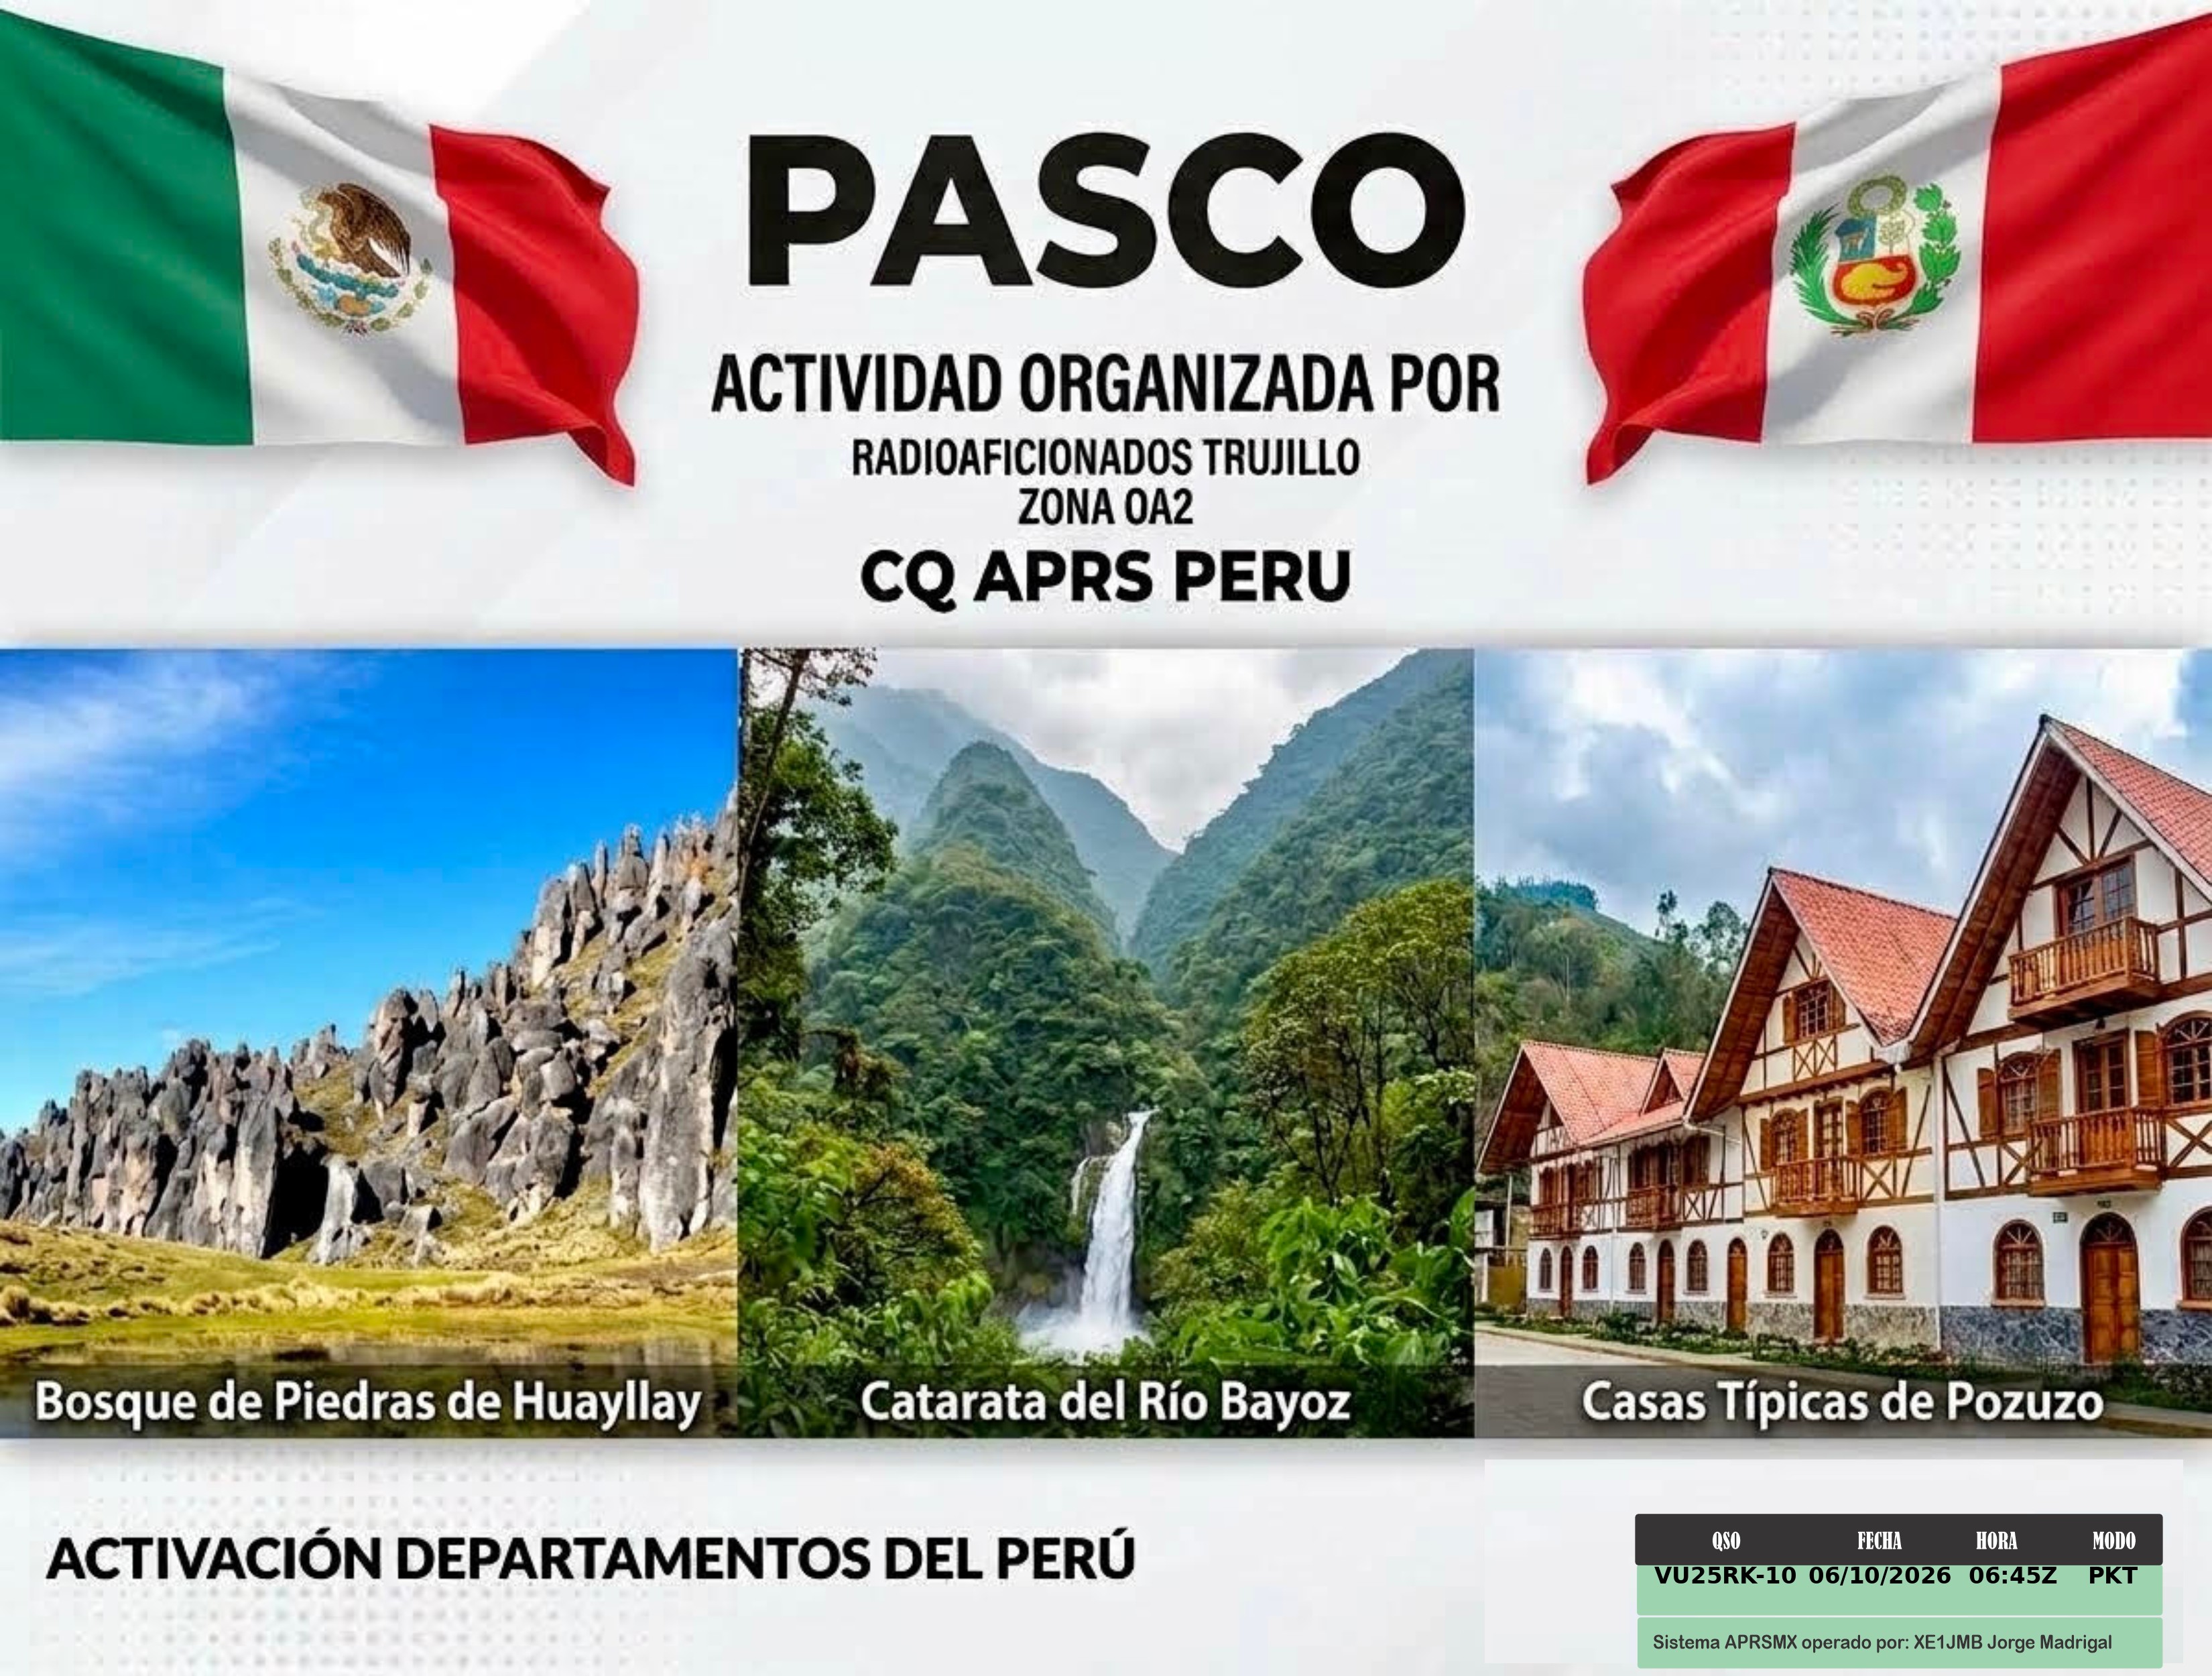 PASCO
ACTIVIDAD ORGANIZADA POR
RADIOAFICIONADOS TRUJILLO
ZONA OA2
CQ APRS PERU
Bosque de Piedras de Huayllay
Catarata del Río Bayoz
Casas Típicas de Pozuzo
ACTIVACIÓN DEPARTAMENTOS DEL PERÚ
QSO FECHA HORA MODO
VU25RK-10 06/10/2026 06:45Z PKT
Sistema APRSMX operado por: XE1JMB Jorge Madrigal